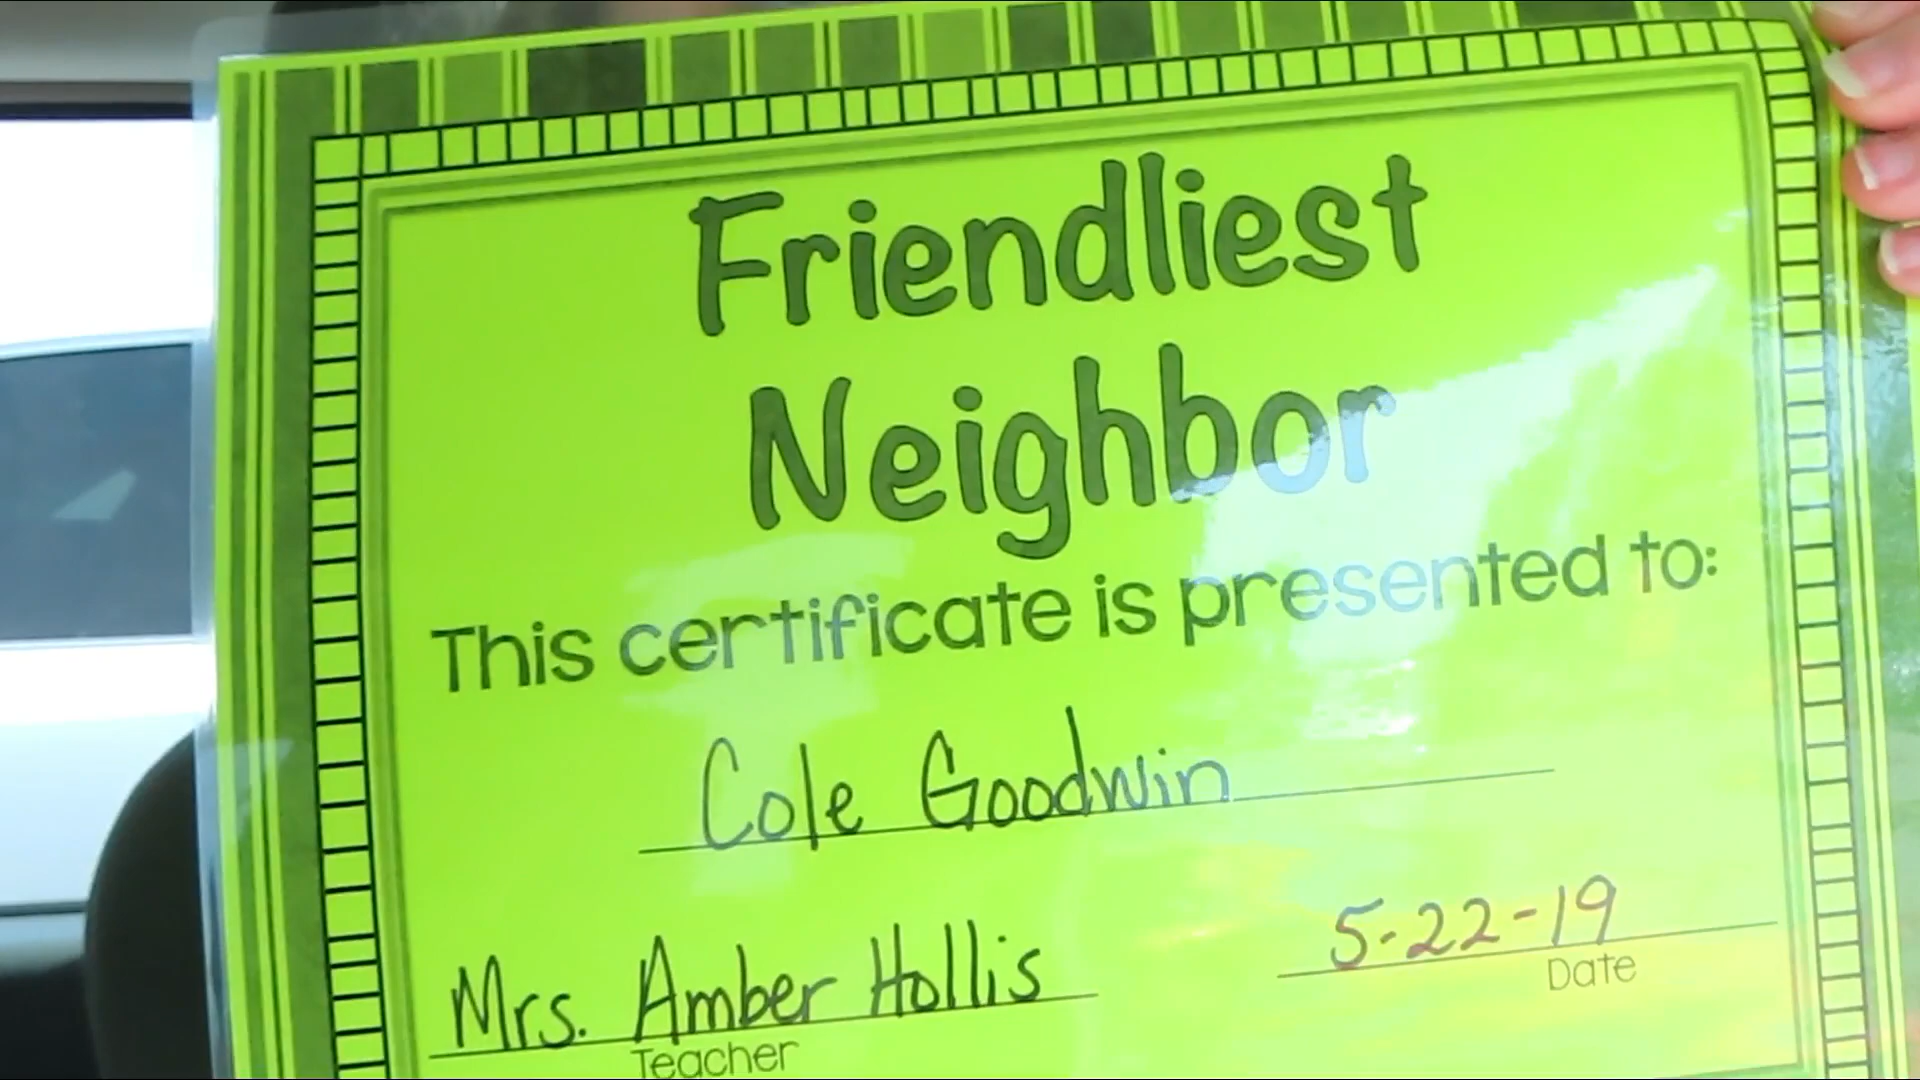 Friendliest
Neighbor
This certificate is presented to:
Cole Goodwin
Mrs. Amber Hollis
5-22-19
Teacher
Date